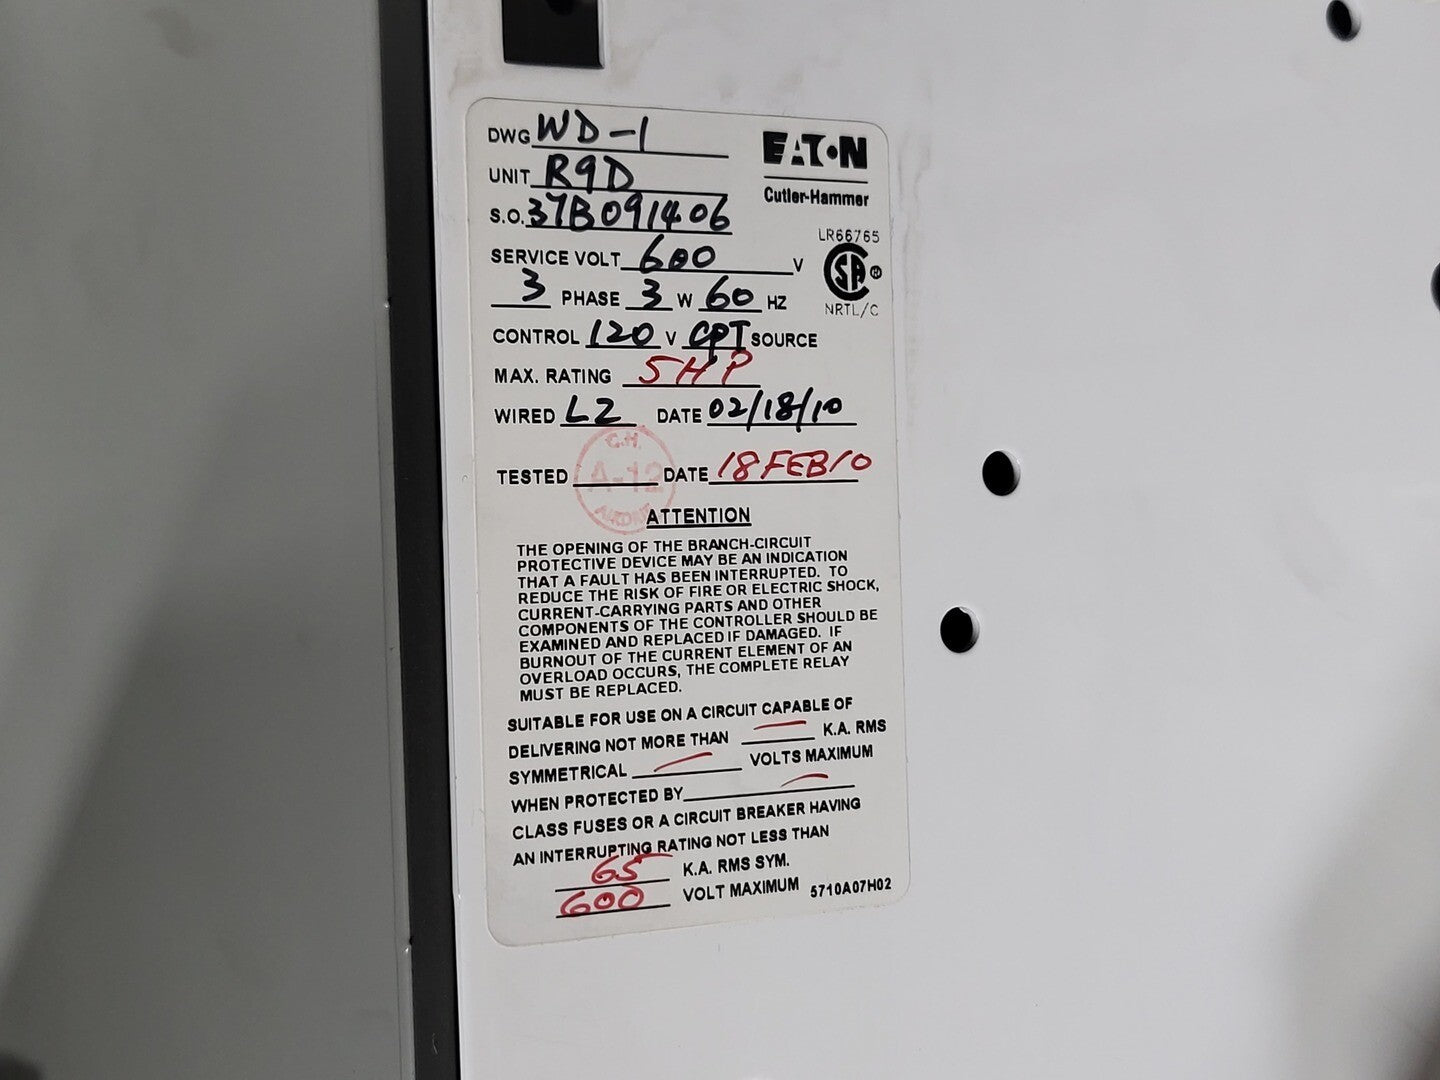 DWG WD-1
EATON
UNIT R9D
Cutler-Hammer
S.O. 37B091406
LR66765
SERVICE VOLT 600 V
SA ®
3 PHASE 3 W 60 HZ
NRTL/C
CONTROL 120 V CPT SOURCE
MAX. RATING 5HP
WIRED LZ DATE 02/18/10
C.H.
TESTED A-12 DATE 18FEB10
ATTENTION
THE OPENING OF THE BRANCH-CIRCUIT
PROTECTIVE DEVICE MAY BE AN INDICATION
THAT A FAULT HAS BEEN INTERRUPTED. TO
REDUCE THE RISK OF FIRE OR ELECTRIC SHOCK,
CURRENT-CARRYING PARTS AND OTHER
COMPONENTS OF THE CONTROLLER SHOULD BE
EXAMINED AND REPLACED IF DAMAGED. IF
BURNOUT OF THE CURRENT ELEMENT OF AN
OVERLOAD OCCURS, THE COMPLETE RELAY
MUST BE REPLACED.
SUITABLE FOR USE ON A CIRCUIT CAPABLE OF
DELIVERING NOT MORE THAN — K.A. RMS
SYMMETRICAL — VOLTS MAXIMUM
WHEN PROTECTED BY —
CLASS FUSES OR A CIRCUIT BREAKER HAVING
AN INTERRUPTING RATING NOT LESS THAN
65 K.A. RMS SYM.
600 VOLT MAXIMUM 5710A07H02